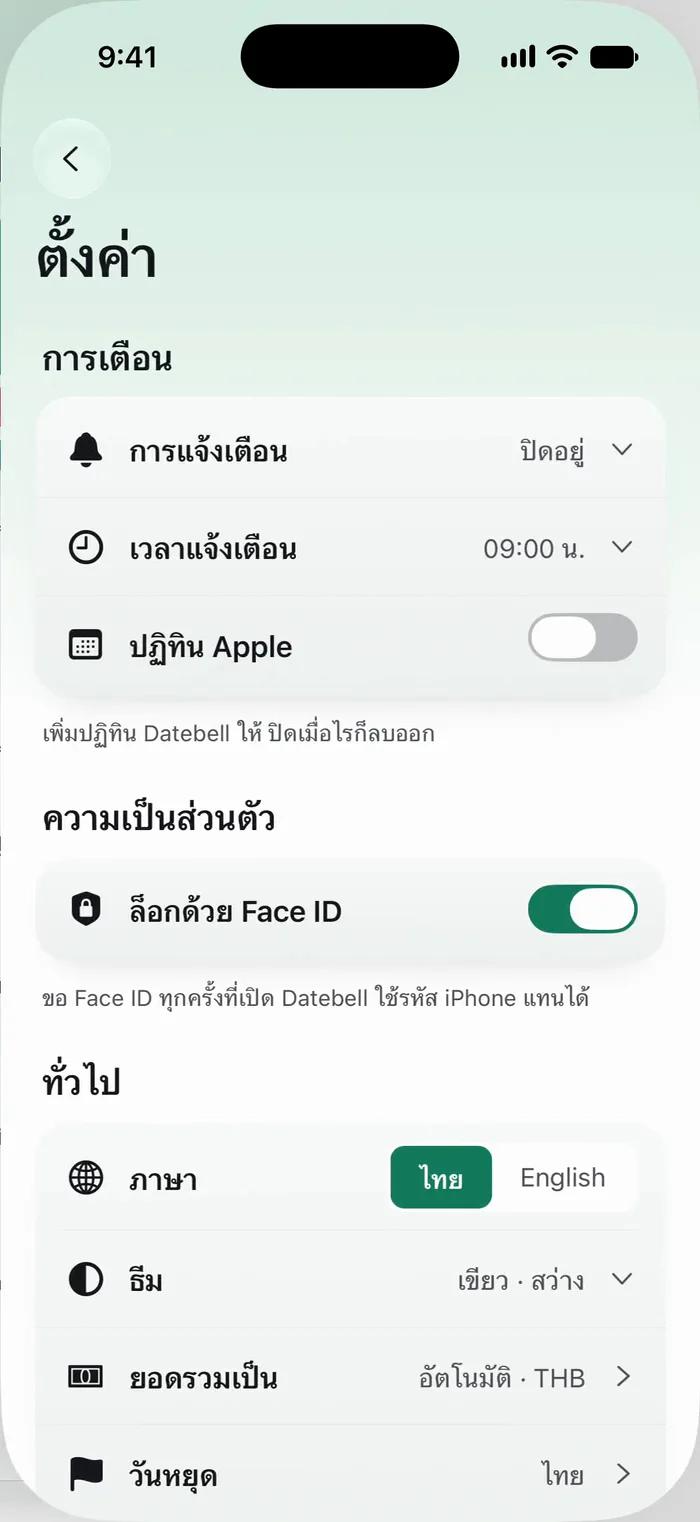 9:41
ตั้งค่า
การเตือน
การแจ้งเตือน ปิดอยู่
เวลาแจ้งเตือน 09:00 น.
ปฏิทิน Apple
เพิ่มปฏิทิน Datebell ให้ ปิดเมื่อไรก็ลบออก
ความเป็นส่วนตัว
ล็อกด้วย Face ID
ขอ Face ID ทุกครั้งที่เปิด Datebell ใช้รหัส iPhone แทนได้
ทั่วไป
ภาษา ไทย English
ธีม เขียว · สว่าง
ยอดรวมเป็น อัตโนมัติ · THB
วันหยุด ไทย